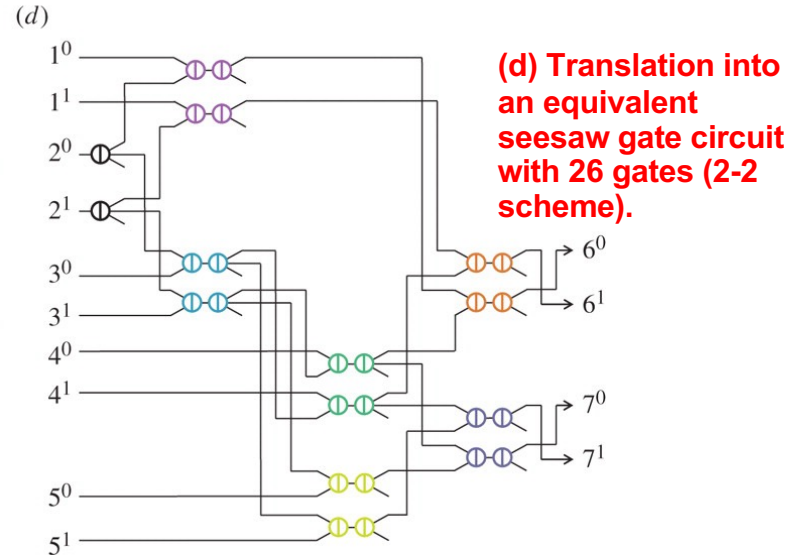 (d)
1⁰
1¹
2⁰
2¹
3⁰
3¹
4⁰
4¹
5⁰
5¹
(d) Translation into
an equivalent
seesaw gate circuit
with 26 gates (2-2
scheme).
6⁰
6¹
7⁰
7¹